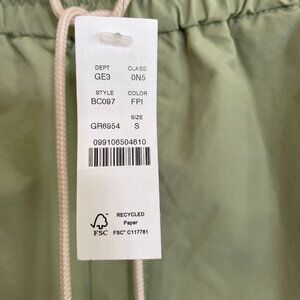 DEPT CLASS
GE3 0N5
STYLE COLOR
BC097 FPI
SIZE
GR6954 S
099106504610
FSC
RECYCLED
Paper
FSC® C117781